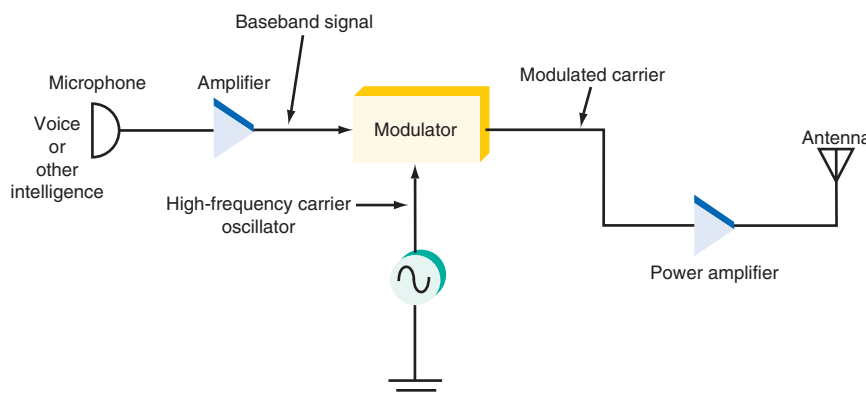 Baseband signal
Microphone
Amplifier
Voice
or
other
intelligence
Modulator
Modulated carrier
Antenna
High-frequency carrier
oscillator
Power amplifier